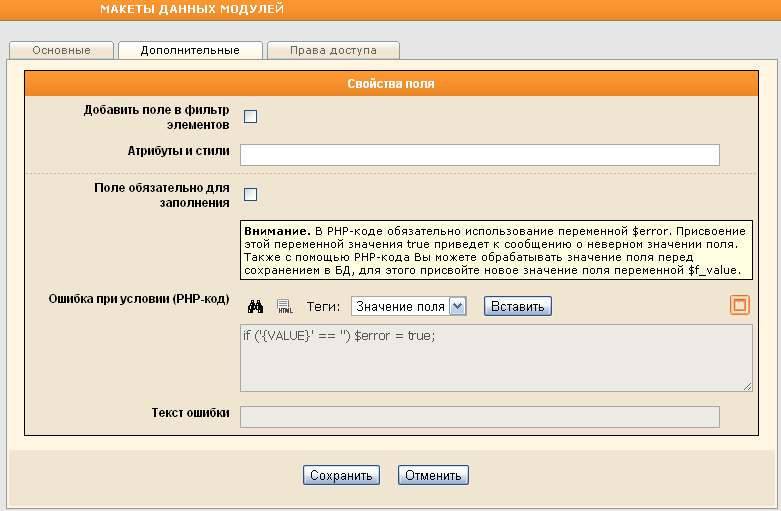 МАКЕТЫ ДАННЫХ МОДУЛЕЙ
Основные
Дополнительные
Права доступа
Свойства поля
Добавить поле в фильтр
элементов
Атрибуты и стили
Поле обязательно для
заполнения
Внимание. В PHP-коде обязательно использование переменной $error. Присвоение
этой переменной значения true приведет к сообщению о неверном значении поля.
Также с помощью PHP-кода Вы можете обрабатывать значение поля перед
сохранением в БД, для этого присвойте новое значение поля переменной $f_value.
Ошибка при условии (PHP-код)
HTML
Теги:
Значение поля
Вставить
if ('{VALUE}' == '') $error = true;
Текст ошибки
Сохранить
Отменить